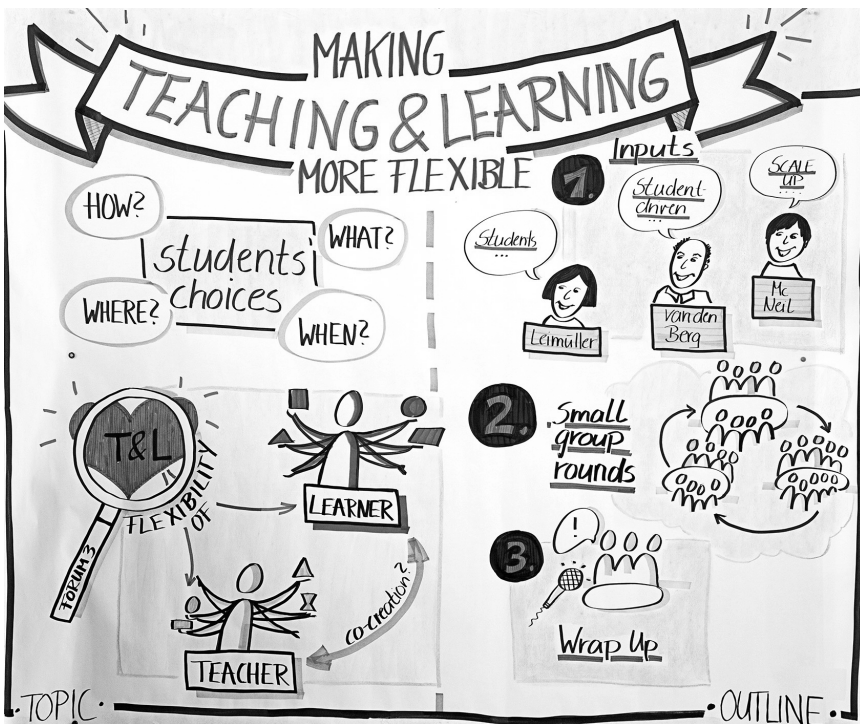 MAKING
TEACHING & LEARNING
MORE FLEXIBLE
HOW?
WHAT?
students'
choices
WHERE?
WHEN?
T&L
FLEXIBILITY
OF
FORUM 3
LEARNER
TEACHER
CO-CREATION?
TOPIC
1.
Inputs
Students
...
Leimüller
Student-
....
van den
Berg
SCALE
UP
....
Mc
Neil
2.
Small
group
rounds
3.
!
Wrap Up
OUTLINE